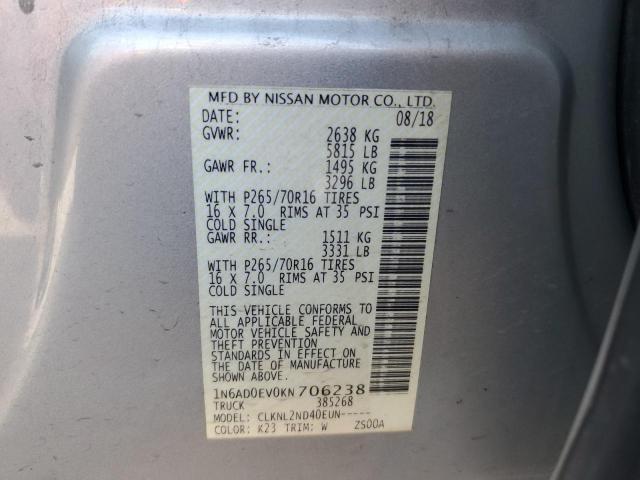 MFD BY NISSAN MOTOR CO., LTD.
DATE: 08/18
GVWR: 2638 KG
5815 LB
GAWR FR.: 1495 KG
3296 LB
WITH P265/70R16 TIRES
16 X 7.0 RIMS AT 35 PSI
COLD SINGLE
GAWR RR.: 1511 KG
3331 LB
WITH P265/70R16 TIRES
16 X 7.0 RIMS AT 35 PSI
COLD SINGLE
THIS VEHICLE CONFORMS TO
ALL APPLICABLE FEDERAL
MOTOR VEHICLE SAFETY AND
THEFT PREVENTION
STANDARDS IN EFFECT ON
THE DATE OF MANUFACTURE
SHOWN ABOVE.
1N6AD0EV0KN706238
TRUCK 385268
MODEL: CLKNL2ND40EUN-----
COLOR: K23 TRIM: W ZS00A